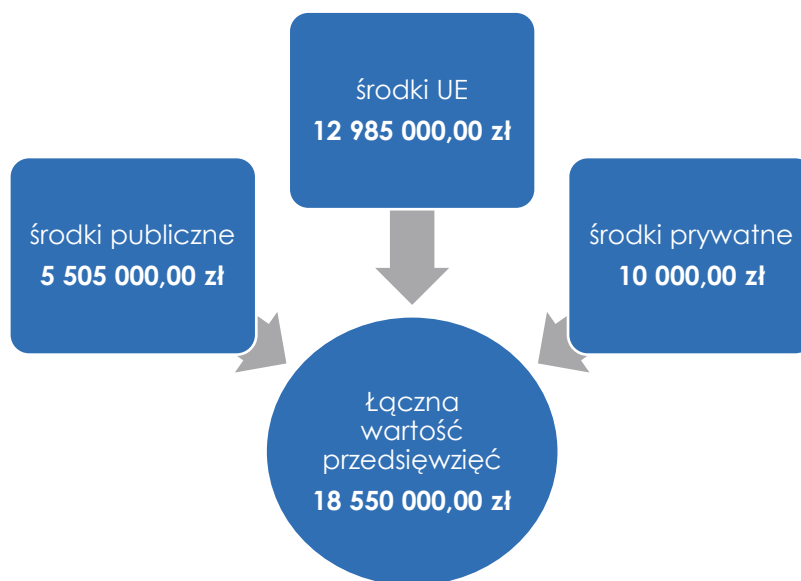 środki UE
12 985 000,00 zł
środki publiczne
5 505 000,00 zł
środki prywatne
10 000,00 zł
Łączna
wartość
przedsięwzięć
18 550 000,00 zł